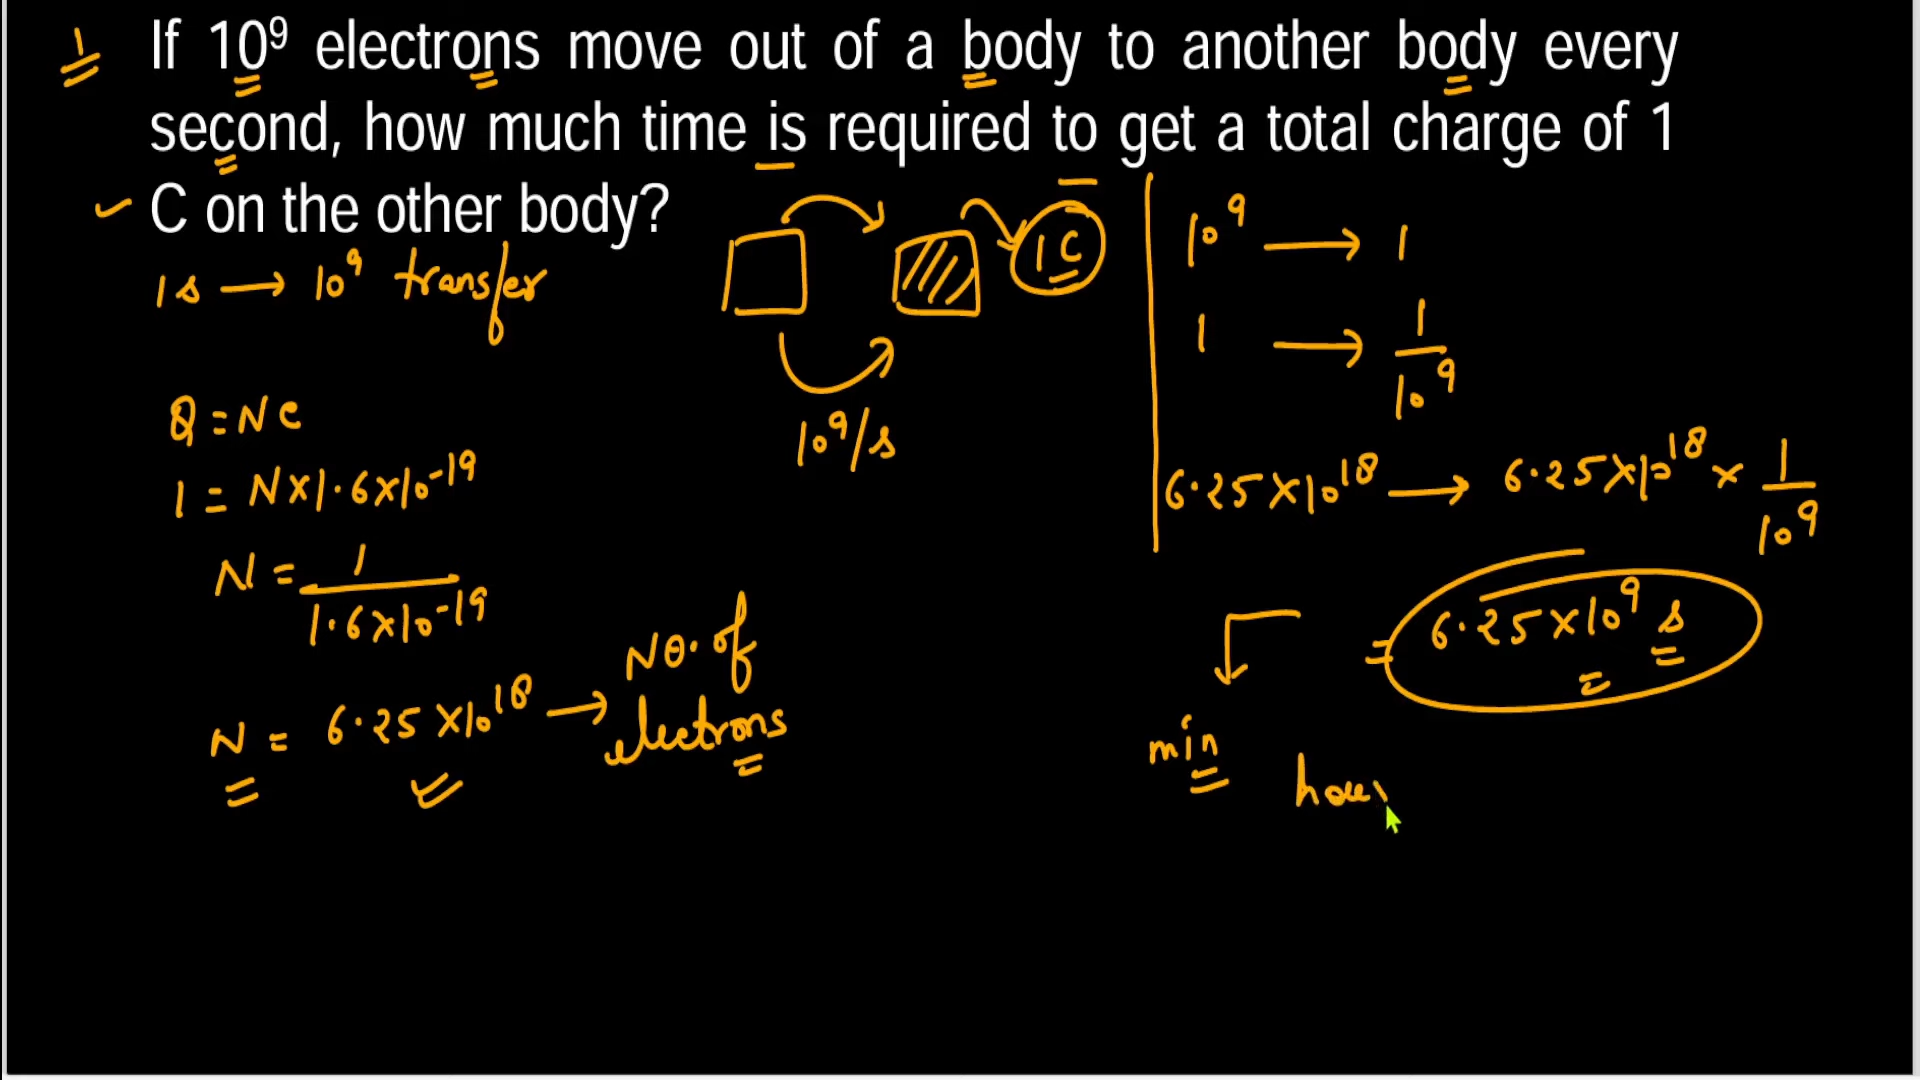 1
If 10⁹ electrons move out of a body to another body every
second, how much time is required to get a total charge of 1
C on the other body?
1 s → 10⁹ transfer
Q = Ne
1 = N×1.6×10⁻¹⁹
N = 1/1.6×10⁻¹⁹
N = 6.25×10¹⁸ → No. of
electrons
1C
10⁹/s
10⁹ → 1
1 → 1/10⁹
6.25×10¹⁸ → 6.25×10¹⁸ × 1/10⁹
= 6.25×10⁹ s
min
hour